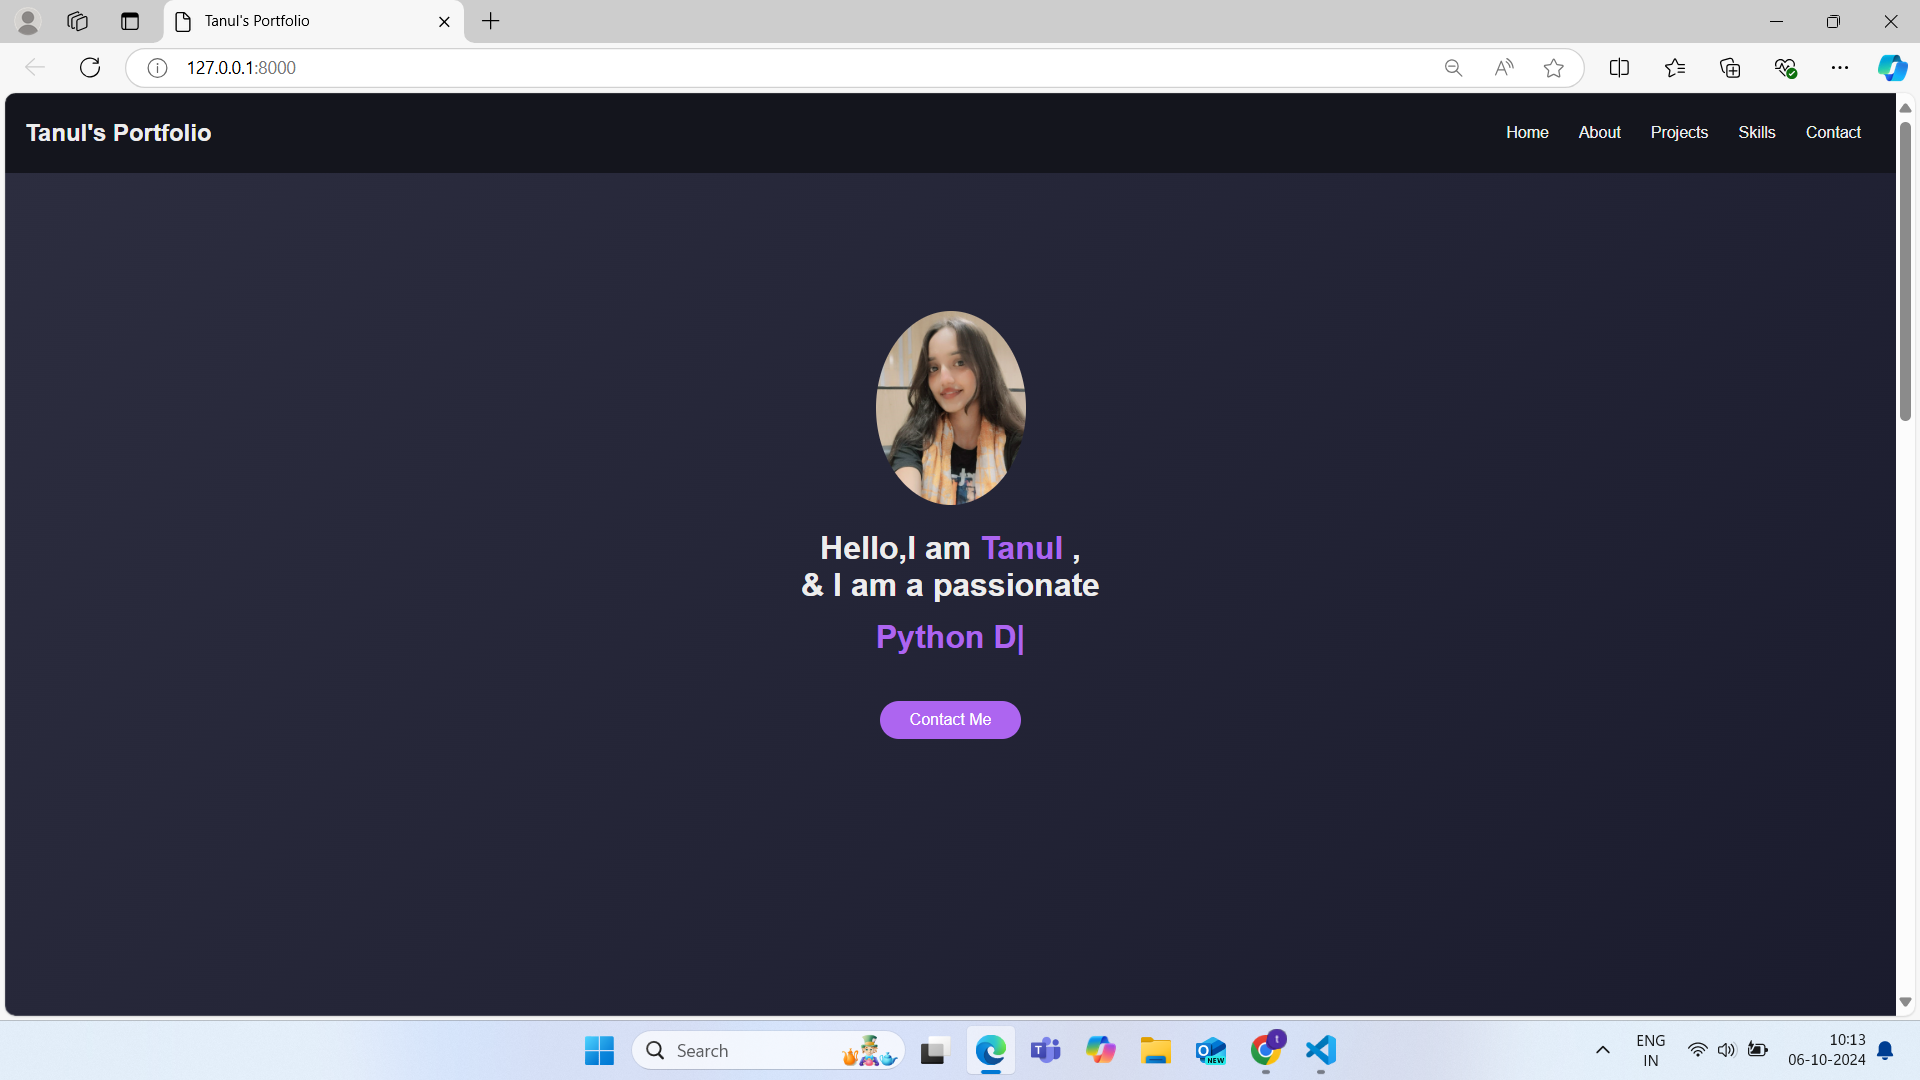 Tanul's Portfolio
127.0.0.1:8000
Tanul's Portfolio
Home About Projects Skills Contact
Hello,I am Tanul ,
& I am a passionate
Python D|
Contact Me
Search
NEW
t
ENG
IN
10:13
06-10-2024